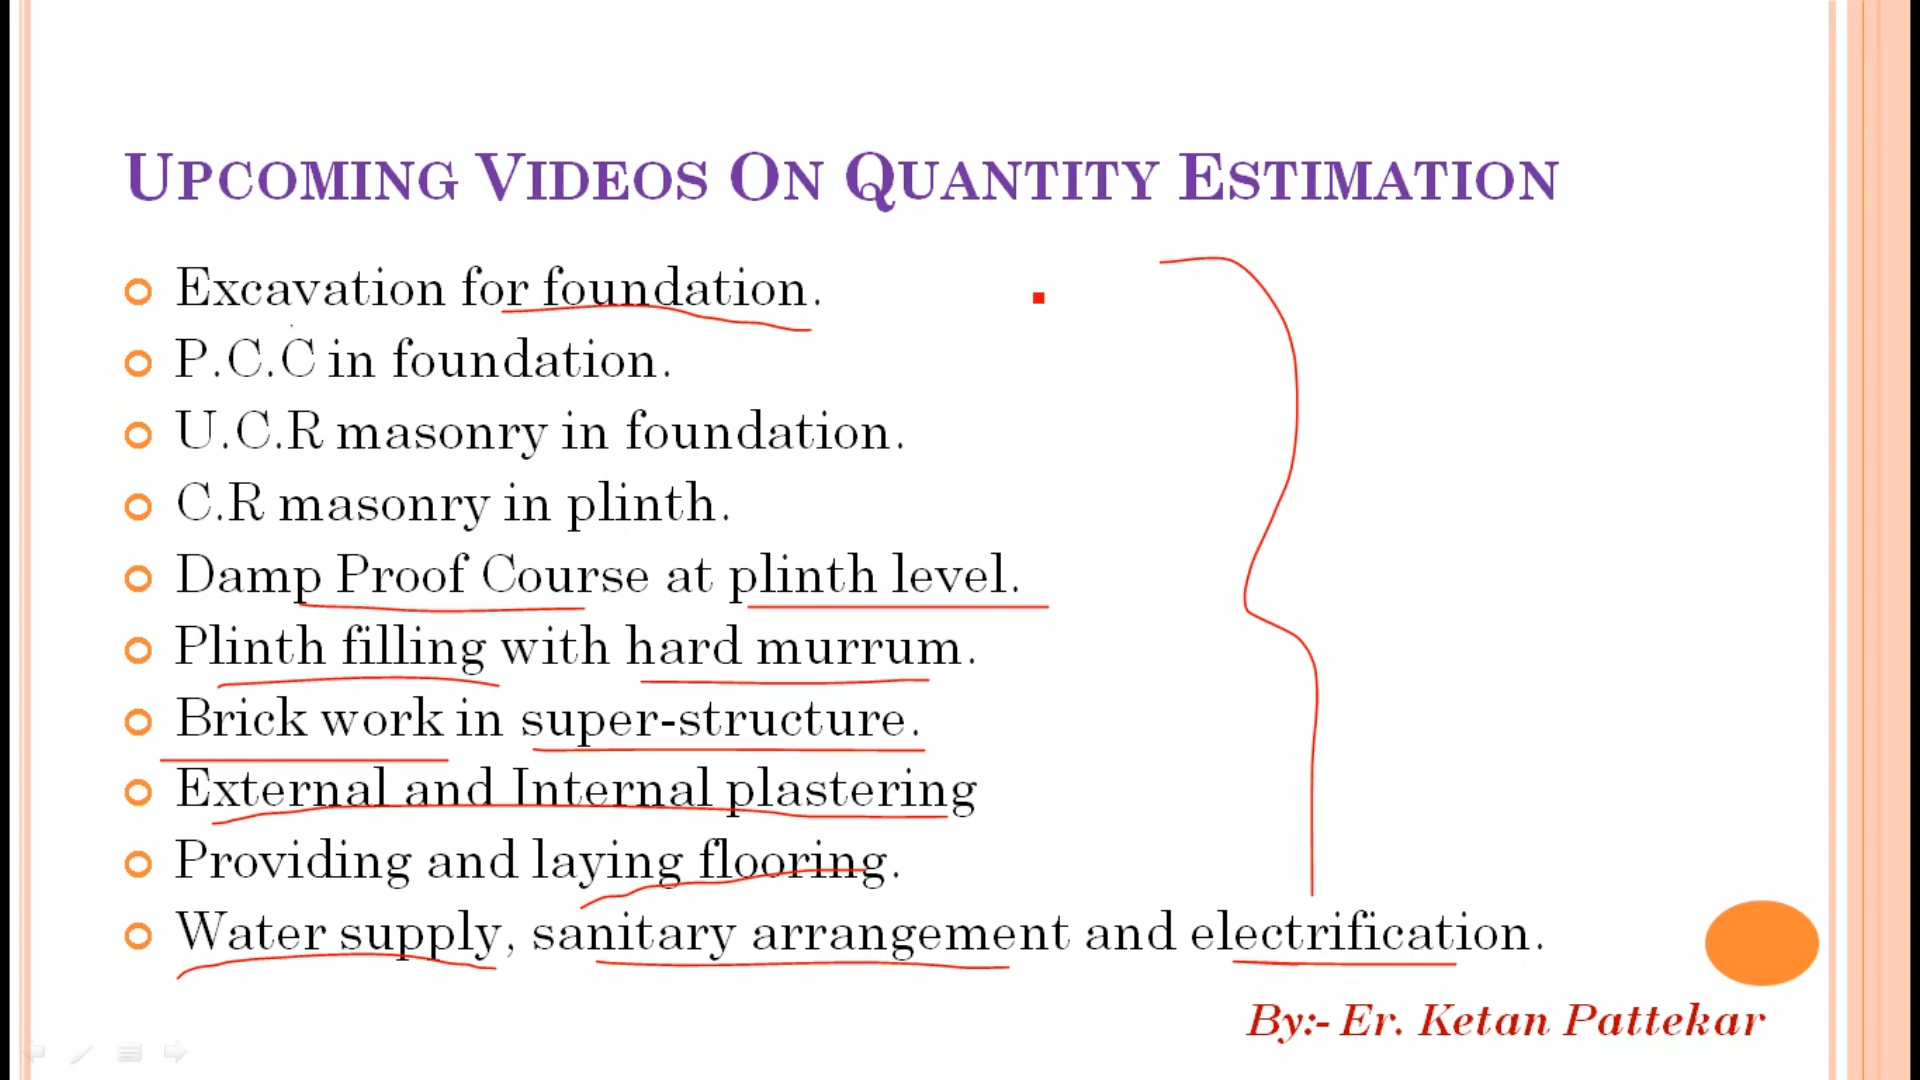 UPCOMING VIDEOS ON QUANTITY ESTIMATION
Excavation for foundation.
P.C.C in foundation.
U.C.R masonry in foundation.
C.R masonry in plinth.
Damp Proof Course at plinth level.
Plinth filling with hard murrum.
Brick work in super-structure.
External and Internal plastering
Providing and laying flooring.
Water supply, sanitary arrangement and electrification.
By:- Er. Ketan Pattekar